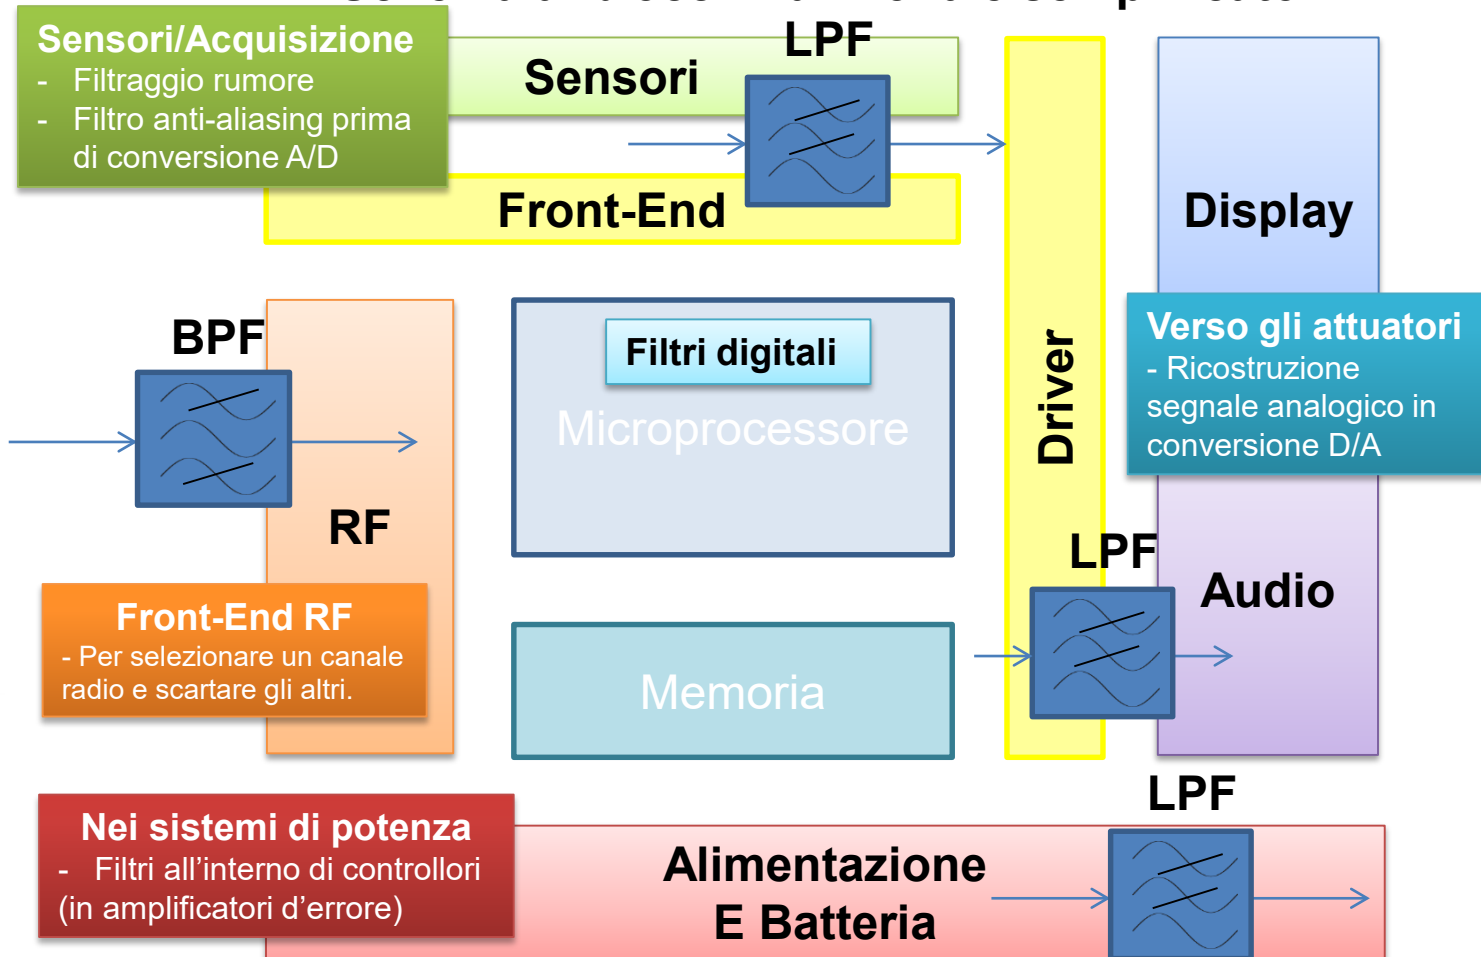 Sensori/Acquisizione
- Filtraggio rumore
- Filtro anti-aliasing prima
di conversione A/D
Sensori
LPF
Front-End
Display
BPF
RF
Filtri digitali
Microprocessore
Driver
Verso gli attuatori
- Ricostruzione
segnale analogico in
conversione D/A
Front-End RF
- Per selezionare un canale
radio e scartare gli altri.
Memoria
LPF
Audio
Nei sistemi di potenza
- Filtri all’interno di controllori
(in amplificatori d’errore)
Alimentazione
E Batteria
LPF